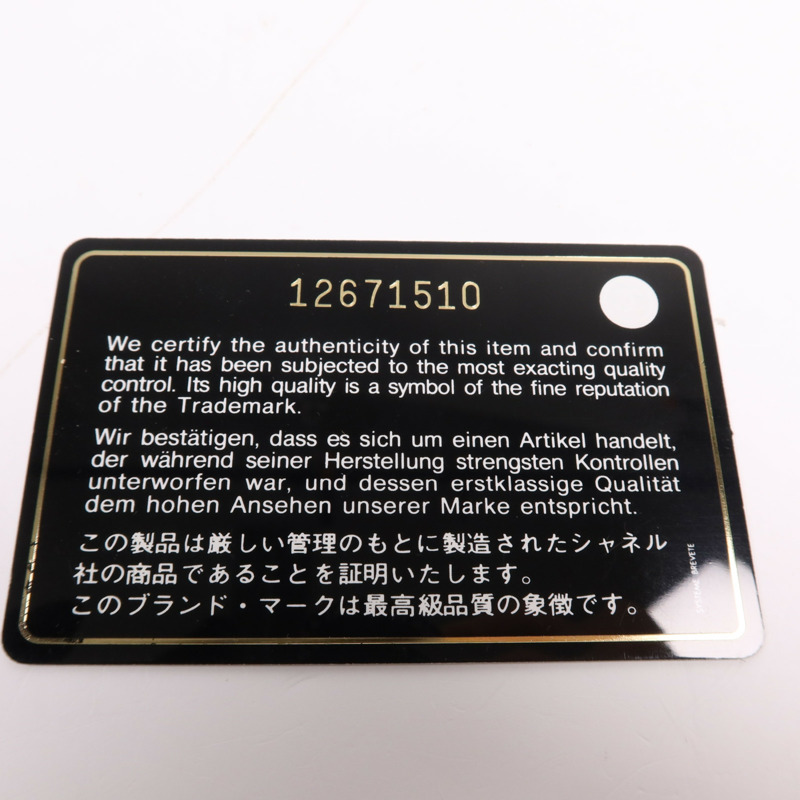 12671510
We certify the authenticity of this item and confirm
that it has been subjected to the most exacting quality
control. Its high quality is a symbol of the fine reputation
of the Trademark.
Wir bestätigen, dass es sich um einen Artikel handelt,
der während seiner Herstellung strengsten Kontrollen
unterworfen war, und dessen erstklassige Qualität
dem hohen Ansehen unserer Marke entspricht.
この製品は厳しい管理のもとに製造されたシャネル
社の商品であることを証明いたします。
このブランド・マークは最高級品質の象徴です。
BREVETE